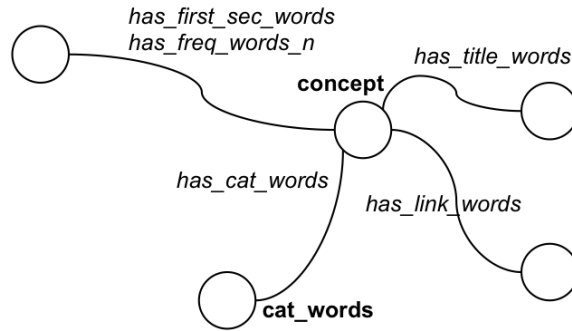 has_first_sec_words
has_freq_words_n
has_title_words
concept
has_cat_words
has_link_words
cat_words